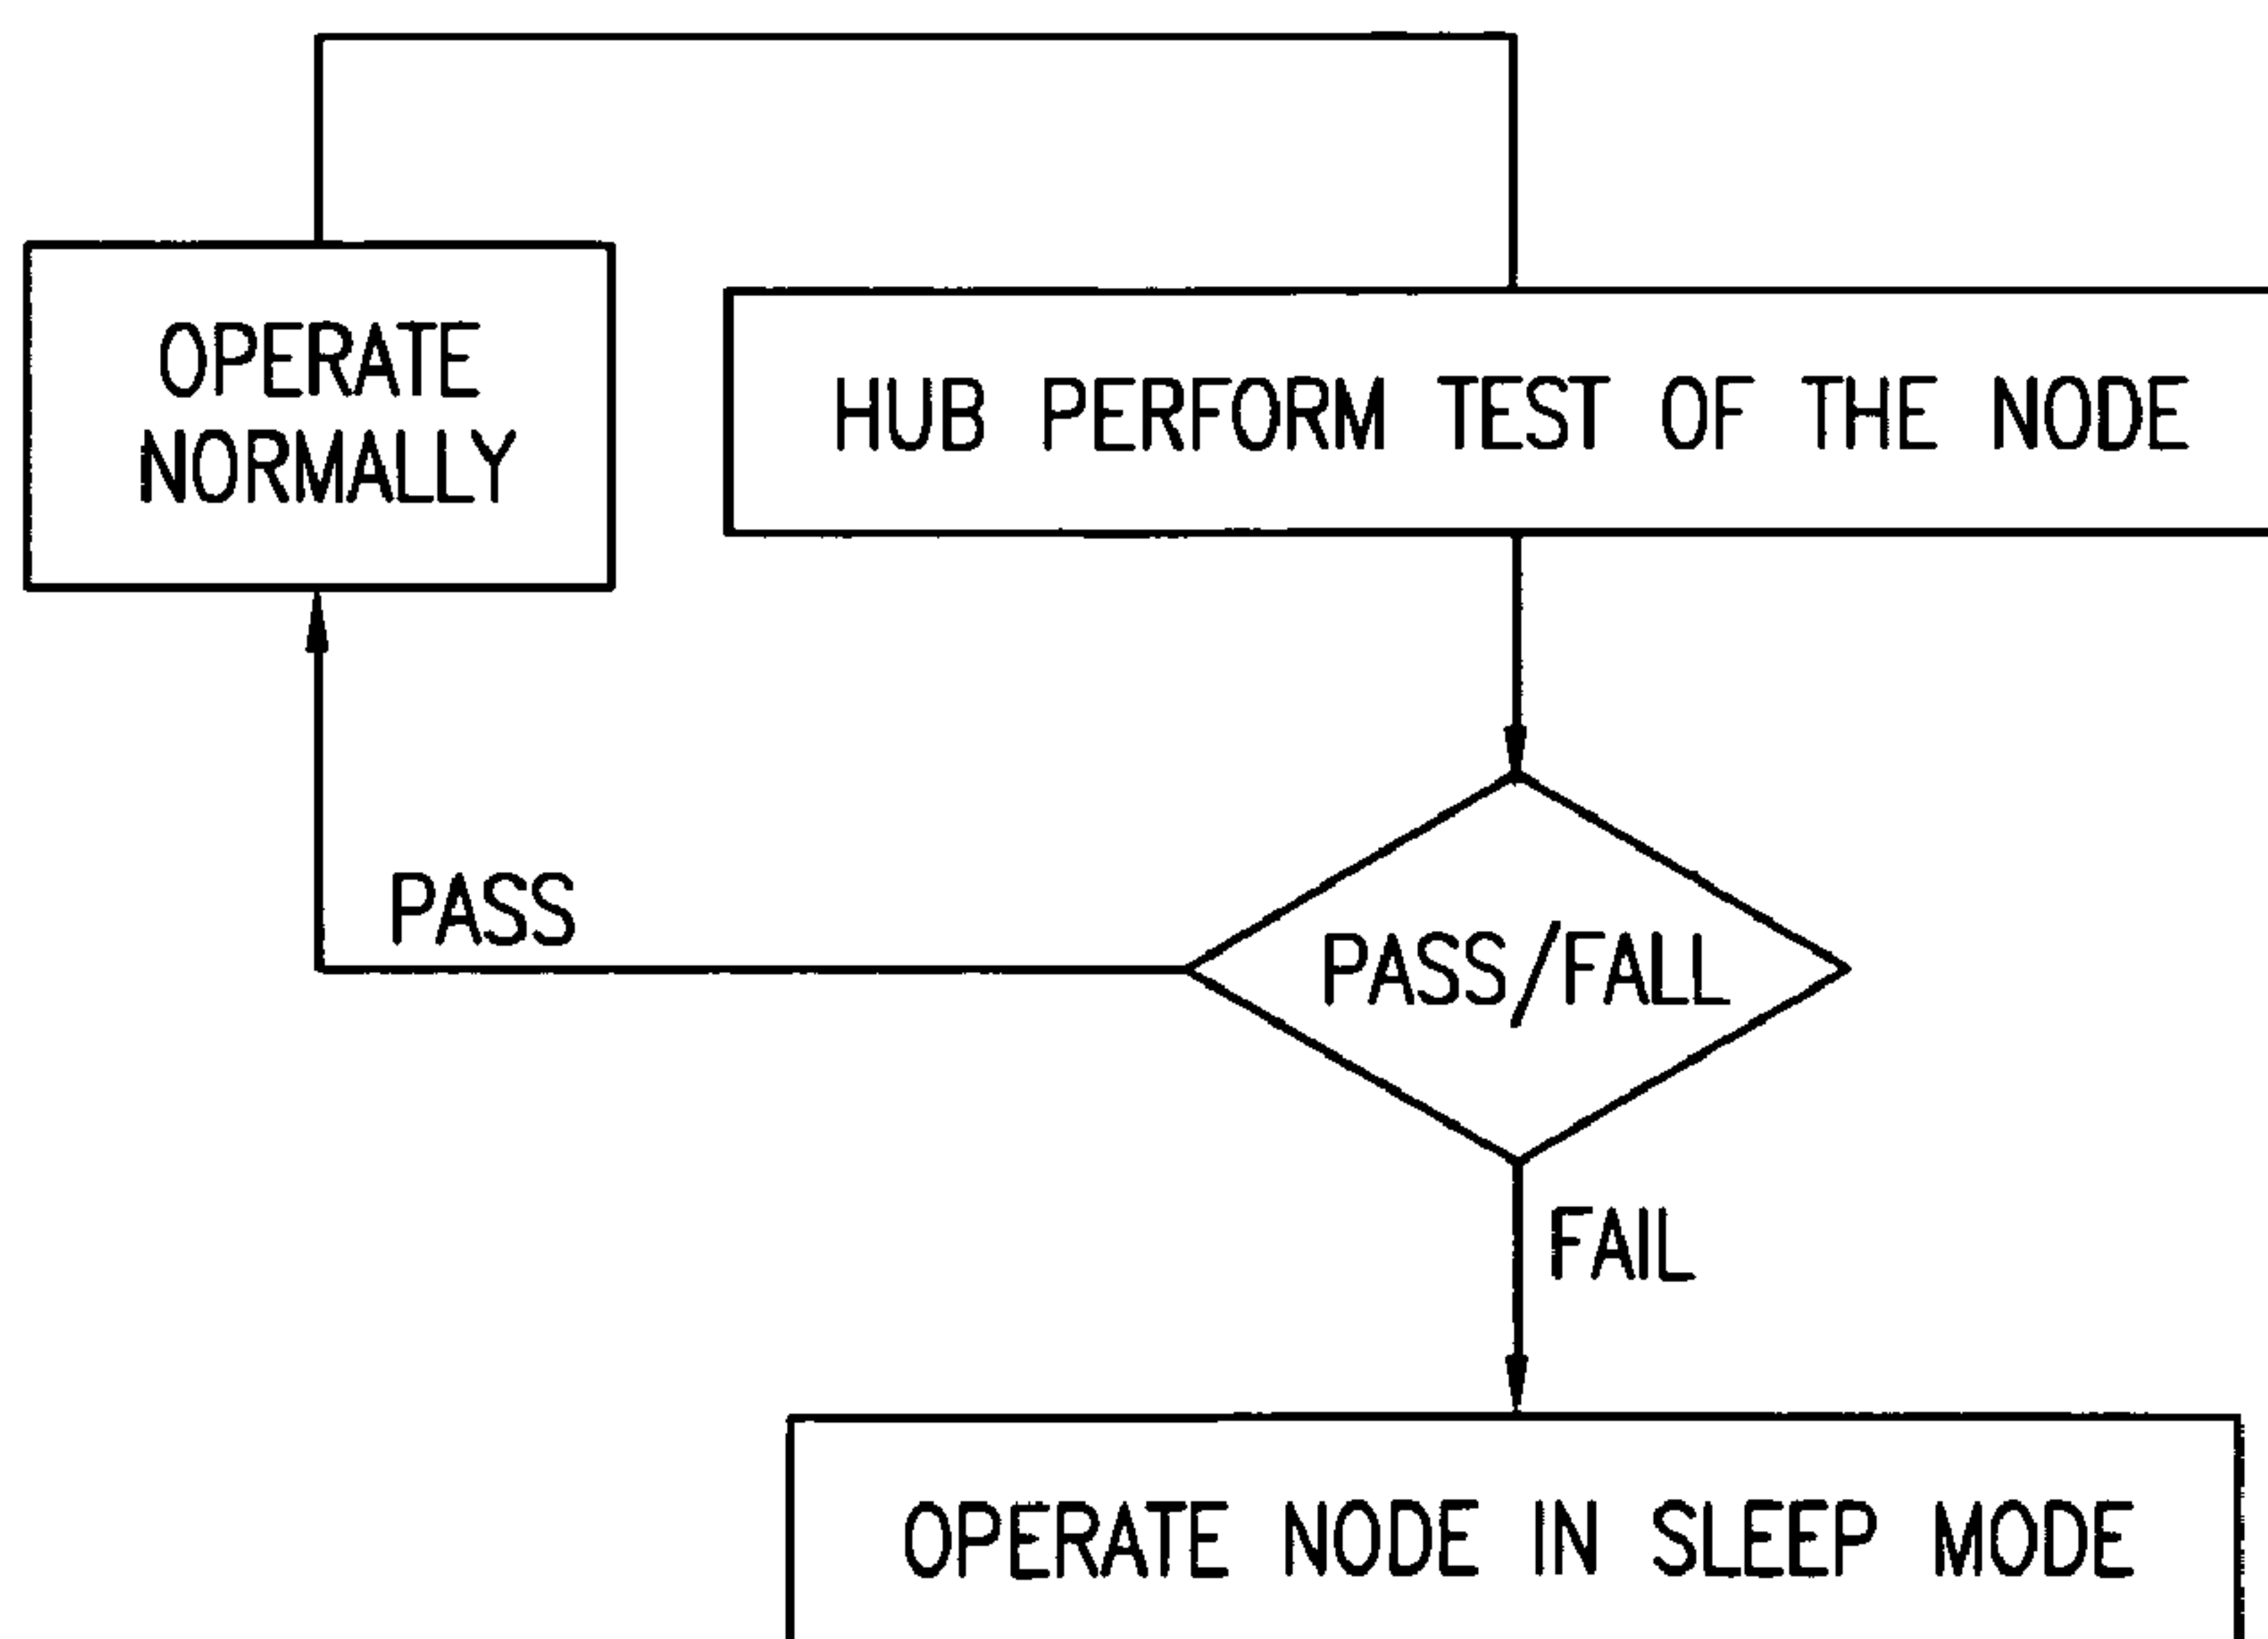 OPERATE
NORMALLY
HUB PERFORM TEST OF THE NODE
PASS
PASS/FALL
FAIL
OPERATE NODE IN SLEEP MODE